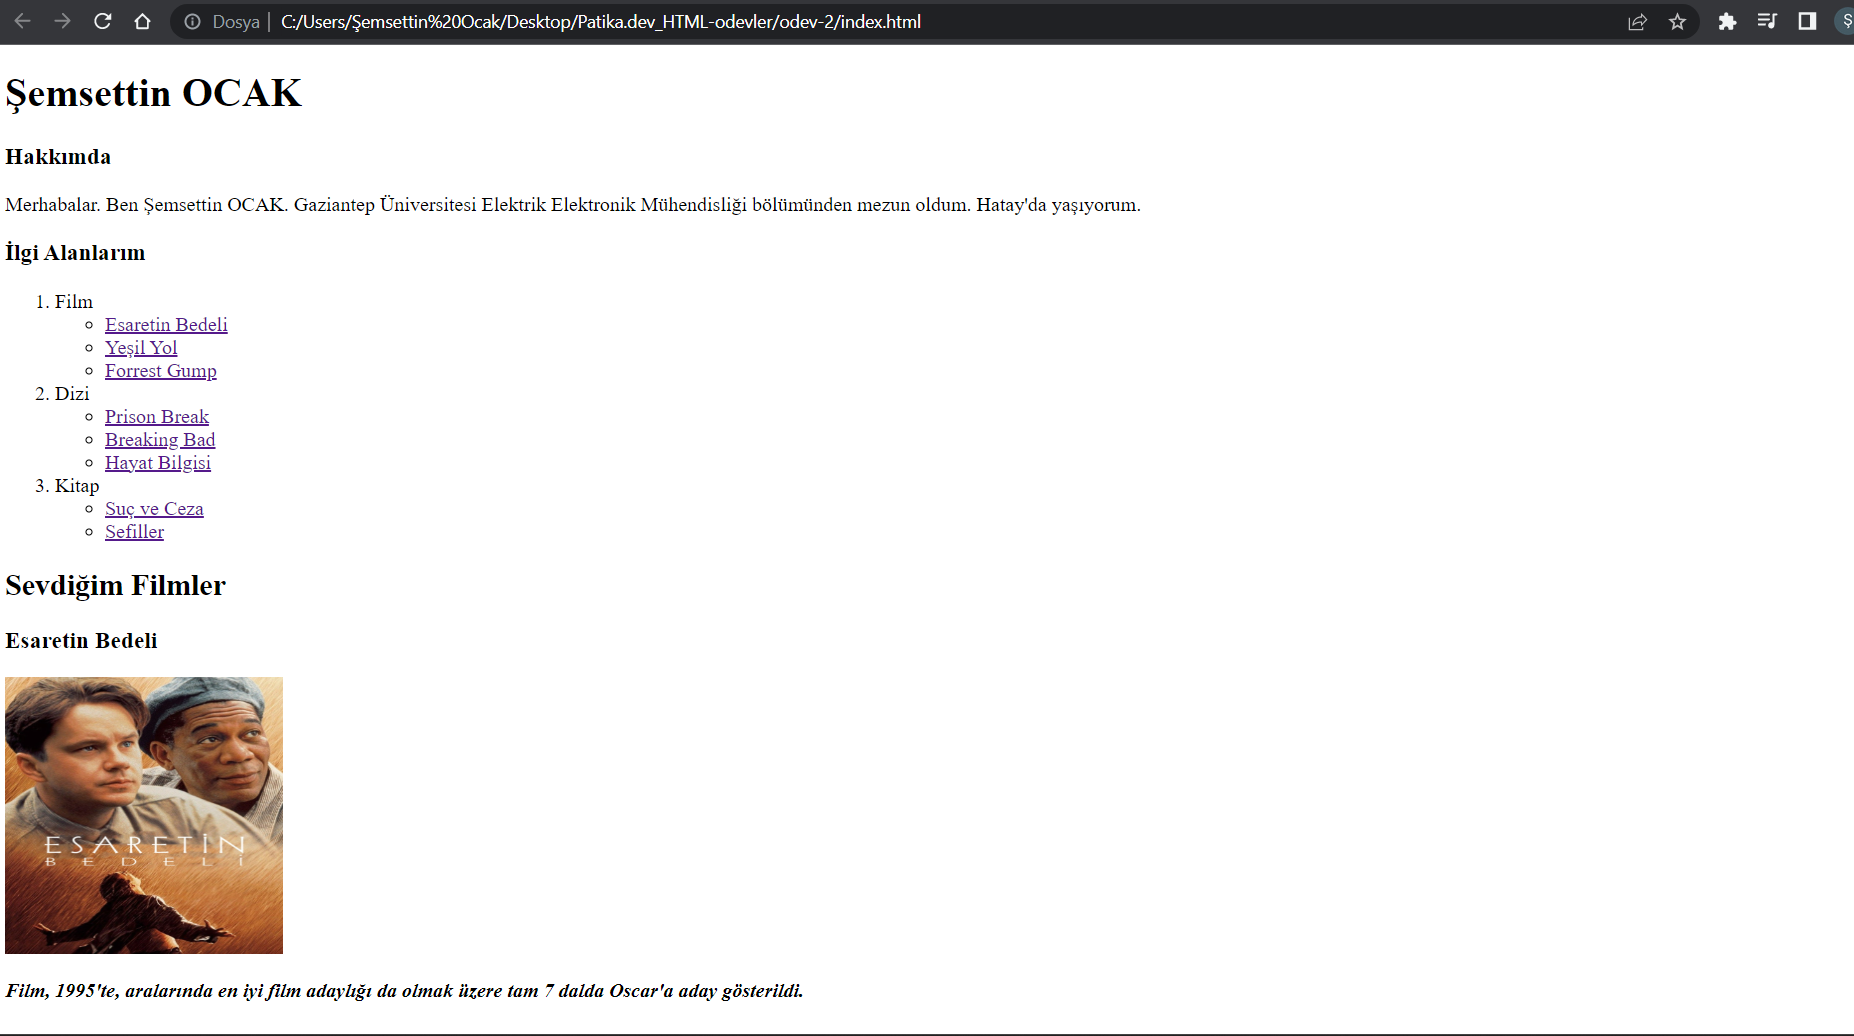 Dosya | C:/Users/Şemsettin%20Ocak/Desktop/Patika.dev_HTML-odevler/odev-2/index.html
Ş
Şemsettin OCAK
Hakkımda
Merhabalar. Ben Şemsettin OCAK. Gaziantep Üniversitesi Elektrik Elektronik Mühendisliği bölümünden mezun oldum. Hatay'da yaşıyorum.
İlgi Alanlarım
1. Film
Esaretin Bedeli
Yeşil Yol
Forrest Gump
2. Dizi
Prison Break
Breaking Bad
Hayat Bilgisi
3. Kitap
Suç ve Ceza
Sefiller
Sevdiğim Filmler
Esaretin Bedeli
ESARETİN
BEDELİ
Film, 1995'te, aralarında en iyi film adaylığı da olmak üzere tam 7 dalda Oscar'a aday gösterildi.